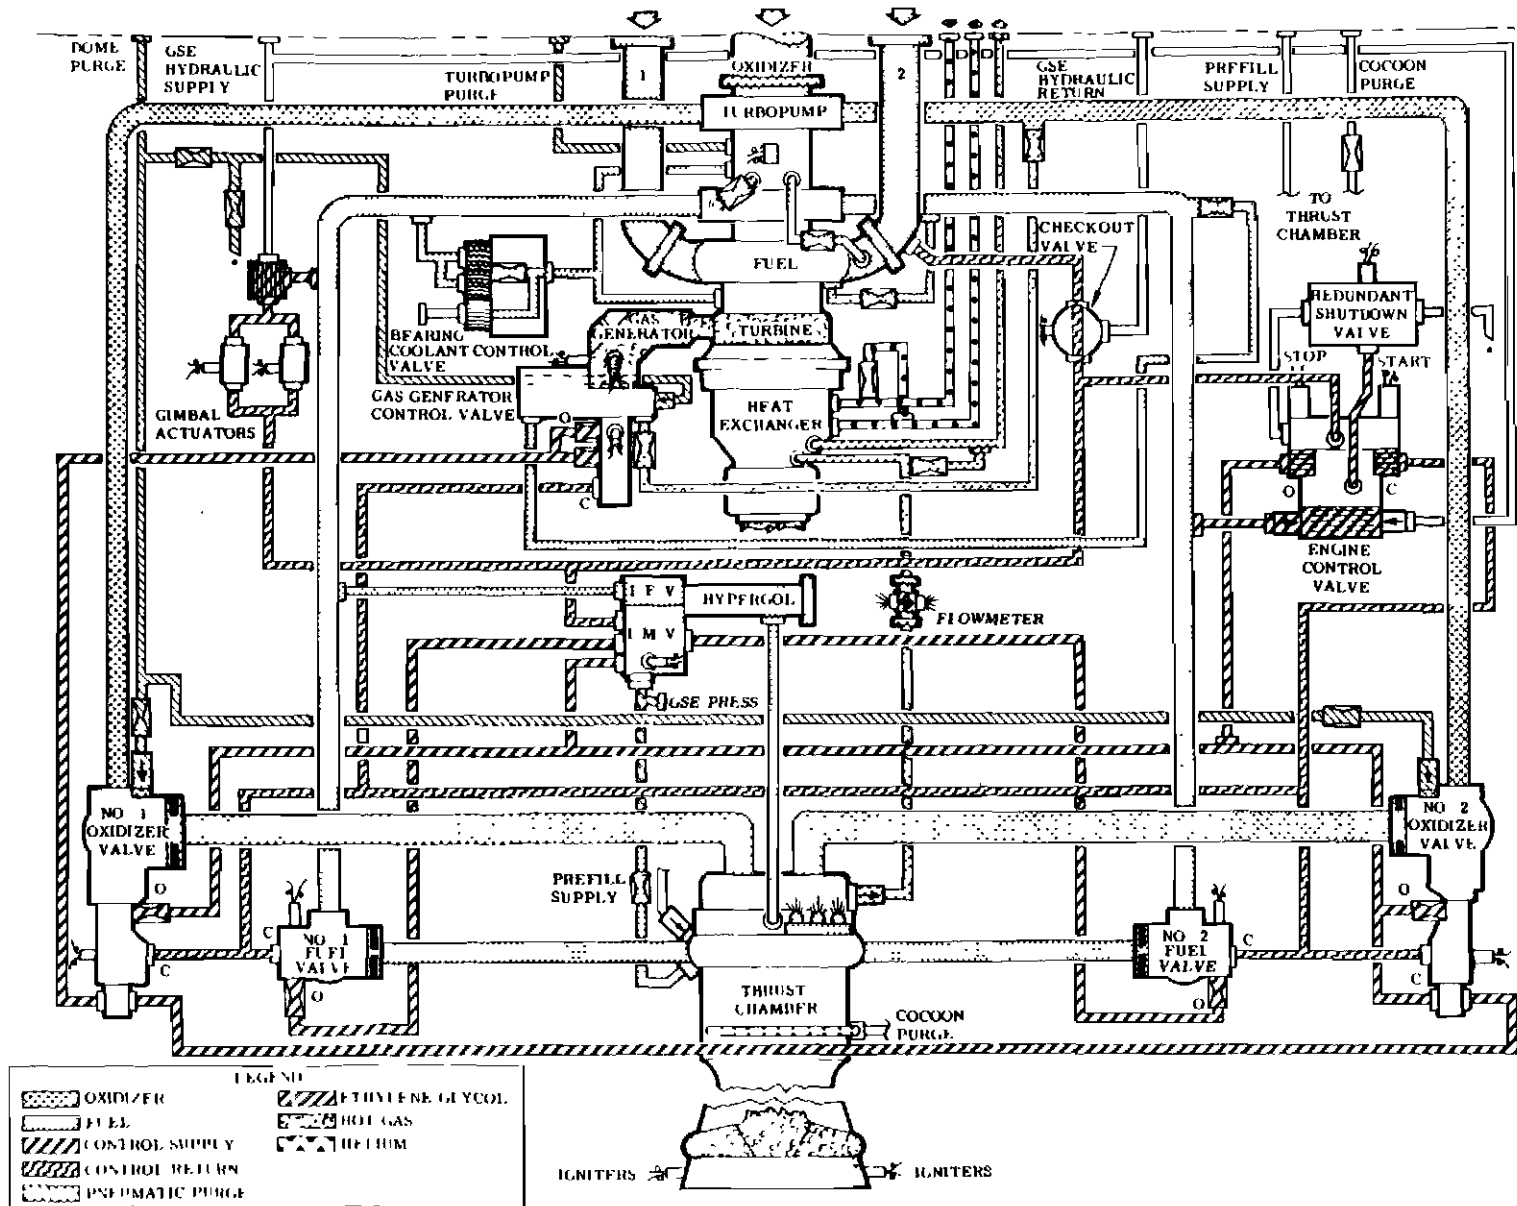 DOME
PURGE
GSE
HYDRAULIC
SUPPLY
TURBOPUMP
PURGE
1
OXIDIZER
TURBOPUMP
2
GSE
HYDRAULIC
RETURN
PREFILL
SUPPLY
COCOON
PURGE
TO
THRUST
CHAMBER
CHECKOUT
VALVE
FUEL
REDUNDANT
SHUTDOWN
VALVE
STOP
START
GAS
GENERATOR
TURBINE
BEARING
COOLANT CONTROL
VALVE
GAS GENERATOR
CONTROL VALVE
HEAT
EXCHANGER
GIMBAL
ACTUATORS
O
C
O
C
ENGINE
CONTROL
VALVE
I F V
HYPERGOL
I M V
FLOWMETER
GSE PRESS
NO 1
OXIDIZER
VALVE
NO 2
OXIDIZER
VALVE
O
C
PREFILL
SUPPLY
O
C
C
NO 1
FUEL
VALVE
O
NO 2
FUEL
VALVE
C
O
THRUST
CHAMBER
COCOON
PURGE
LEGEND
OXIDIZER
FUEL
CONTROL SUPPLY
CONTROL RETURN
PNEUMATIC PURGE
ETHYLENE GLYCOL
HOT GAS
HELIUM
IGNITERS
IGNITERS